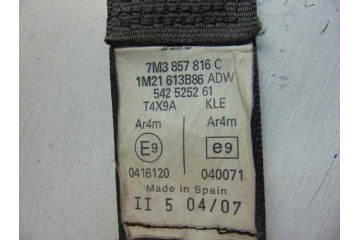 7M3 857 816 C
1M21 613B86 ADW
542 5252 61
T4X9A KLE
Ar4m Ar4m
E9 e9
0416120 040071
Made in Spain
II 5 04/07